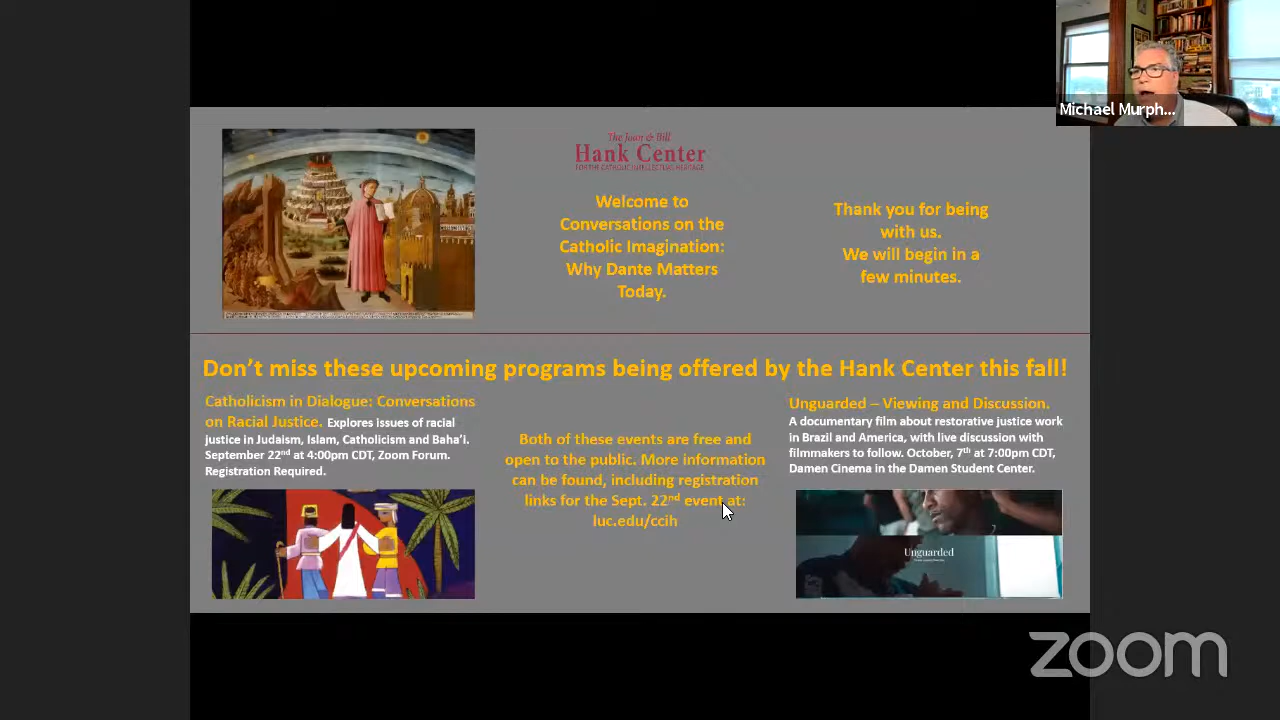 Michael Murph...
The Joan & Bill
Hank Center
FOR THE CATHOLIC INTELLECTUAL HERITAGE
Welcome to
Conversations on the
Catholic Imagination:
Why Dante Matters
Today.
Thank you for being
with us.
We will begin in a
few minutes.
Don't miss these upcoming programs being offered by the Hank Center this fall!
Catholicism in Dialogue: Conversations
on Racial Justice. Explores issues of racial
justice in Judaism, Islam, Catholicism and Baha'i.
September 22nd at 4:00pm CDT, Zoom Forum.
Registration Required.
Both of these events are free and
open to the public. More information
can be found, including registration
links for the Sept. 22nd event at:
luc.edu/ccih
Unguarded – Viewing and Discussion.
A documentary film about restorative justice work
in Brazil and America, with live discussion with
filmmakers to follow. October, 7th at 7:00pm CDT,
Damen Cinema in the Damen Student Center.
Unguarded
zoom